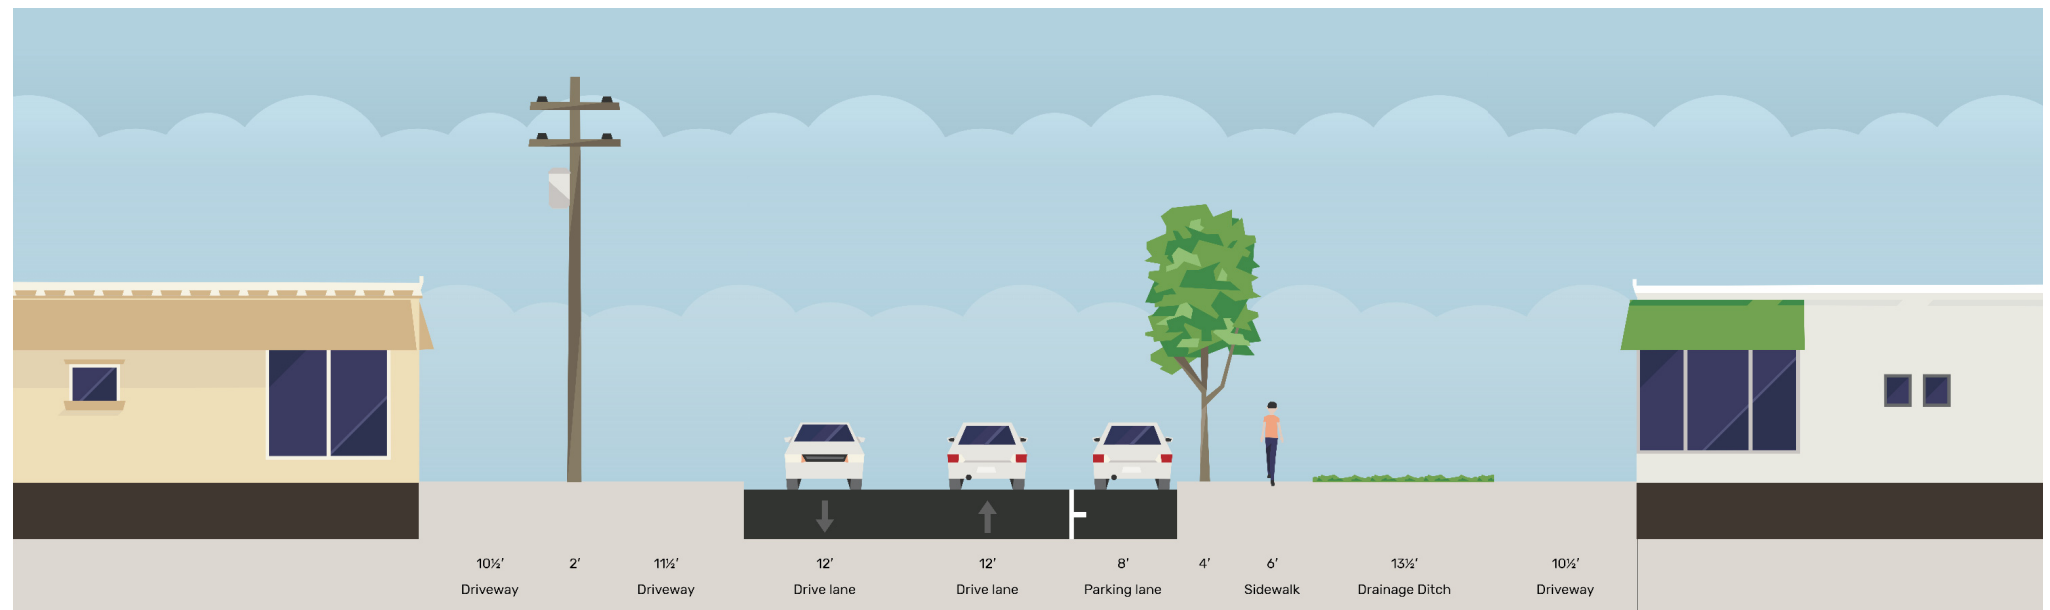 10½′ 2′ 11½′ 12′ 12′ 8′ 4′ 6′ 13½′ 10½′
Driveway Driveway Drive lane Drive lane Parking lane Sidewalk Drainage Ditch Driveway